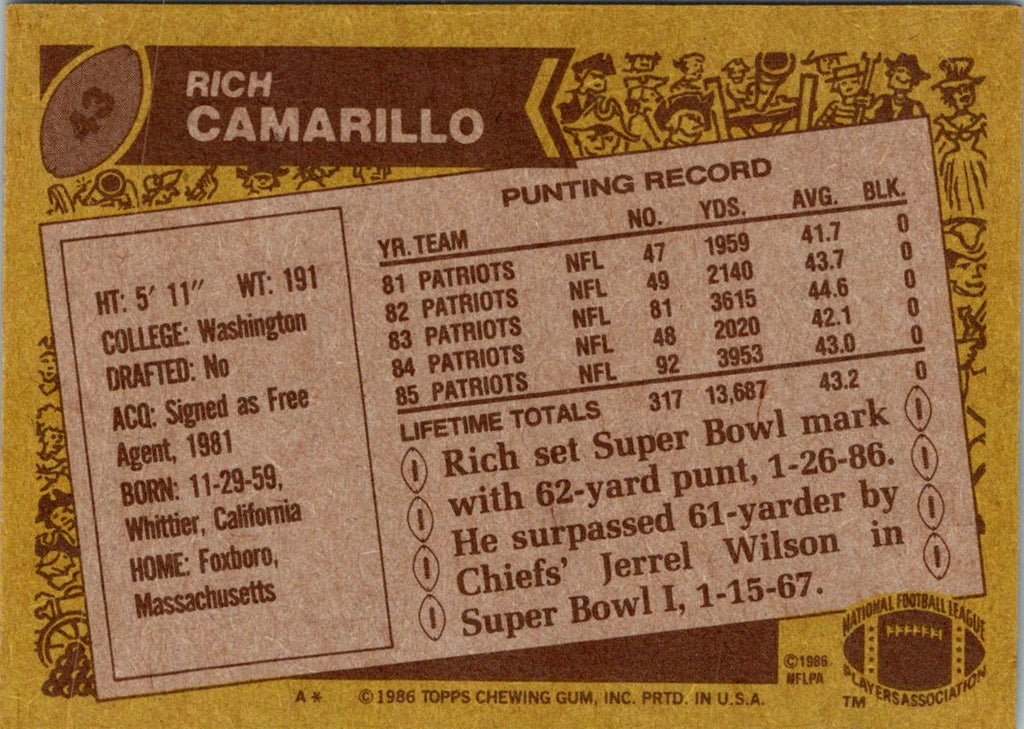 43
RICH
CAMARILLO
PUNTING RECORD
YR. TEAM NO. YDS. AVG. BLK.
81 PATRIOTS NFL 47 1959 41.7 0
82 PATRIOTS NFL 49 2140 43.7 0
83 PATRIOTS NFL 81 3615 44.6 0
84 PATRIOTS NFL 48 2020 42.1 0
85 PATRIOTS NFL 92 3953 43.0 0
LIFETIME TOTALS 317 13,687 43.2 0
HT: 5' 11" WT: 191
COLLEGE: Washington
DRAFTED: No
ACQ: Signed as Free
Agent, 1981
BORN: 11-29-59,
Whittier, California
HOME: Foxboro,
Massachusetts
Rich set Super Bowl mark
with 62-yard punt, 1-26-86.
He surpassed 61-yarder by
Chiefs' Jerrel Wilson in
Super Bowl I, 1-15-67.
©1986
NFLPA
NATIONAL FOOTBALL LEAGUE
PLAYERS ASSOCIATION
TM
A* ©1986 TOPPS CHEWING GUM, INC. PRTD. IN U.S.A.